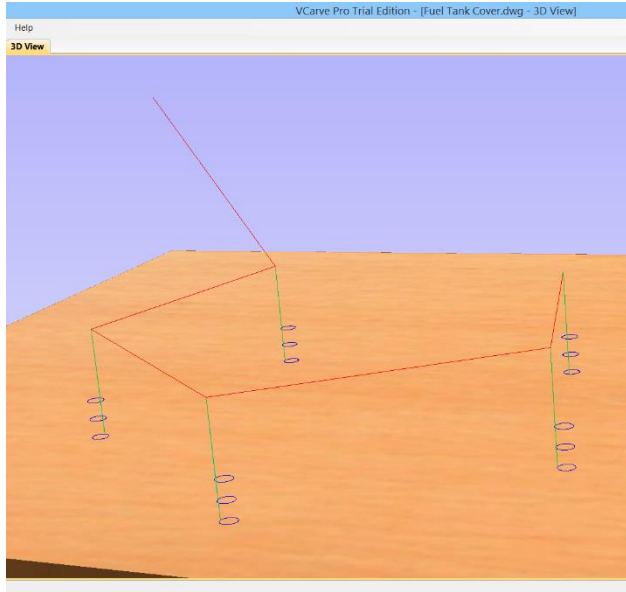 VCarve Pro Trial Edition - [Fuel Tank Cover.dwg - 3D View]
Help
3D View